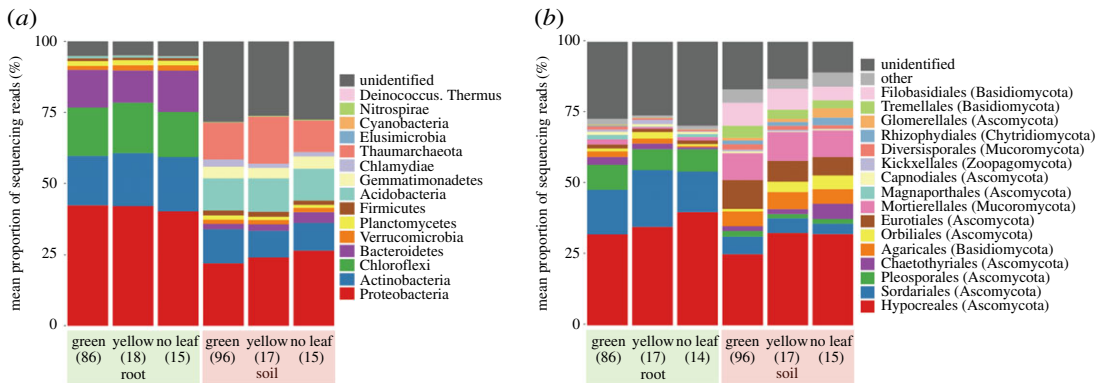 (a)
mean proportion of sequencing reads (%)
100
75
50
25
0
green
(86)
yellow
(18)
no leaf
(15)
root
green
(96)
yellow
(17)
no leaf
(15)
soil
unidentified
Deinococcus. Thermus
Nitrospirae
Cyanobacteria
Elusimicrobia
Thaumarchaeota
Chlamydiae
Gemmatimonadetes
Acidobacteria
Firmicutes
Planctomycetes
Verrucomicrobia
Bacteroidetes
Chloroflexi
Actinobacteria
Proteobacteria
(b)
mean proportion of sequencing reads (%)
100
75
50
25
0
green
(86)
yellow
(17)
no leaf
(14)
root
green
(96)
yellow
(17)
no leaf
(15)
soil
unidentified
other
Filobasidiales (Basidiomycota)
Tremellales (Basidiomycota)
Glomerellales (Ascomycota)
Rhizophydiales (Chytridiomycota)
Diversisporales (Mucoromycota)
Kickxellales (Zoopagomycota)
Capnodiales (Ascomycota)
Magnaporthales (Ascomycota)
Mortierellales (Mucoromycota)
Eurotiales (Ascomycota)
Orbiliales (Ascomycota)
Agaricales (Basidiomycota)
Chaetothyriales (Ascomycota)
Pleosporales (Ascomycota)
Sordariales (Ascomycota)
Hypocreales (Ascomycota)